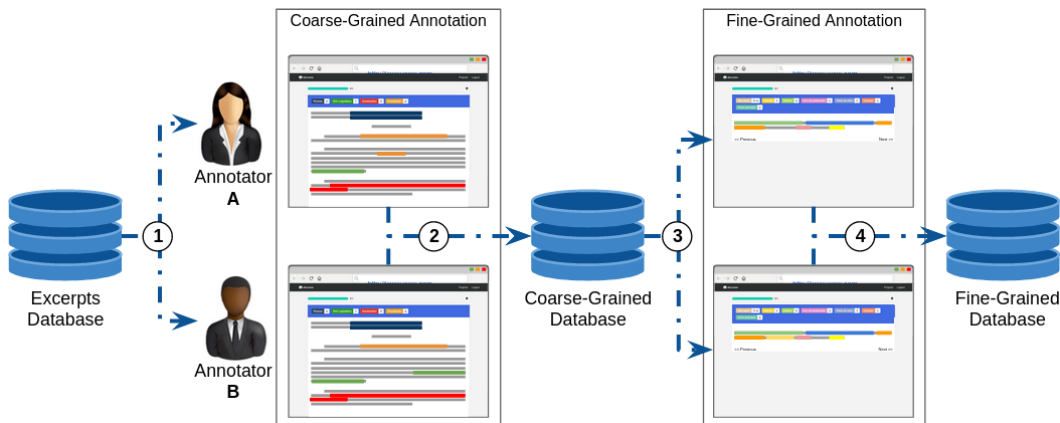 Coarse-Grained Annotation
Fine-Grained Annotation
Annotator
A
1
2
3
4
Excerpts
Database
Coarse-Grained
Database
Fine-Grained
Database
Annotator
B
<< Previous
Next >>
<< Previous
Next >>